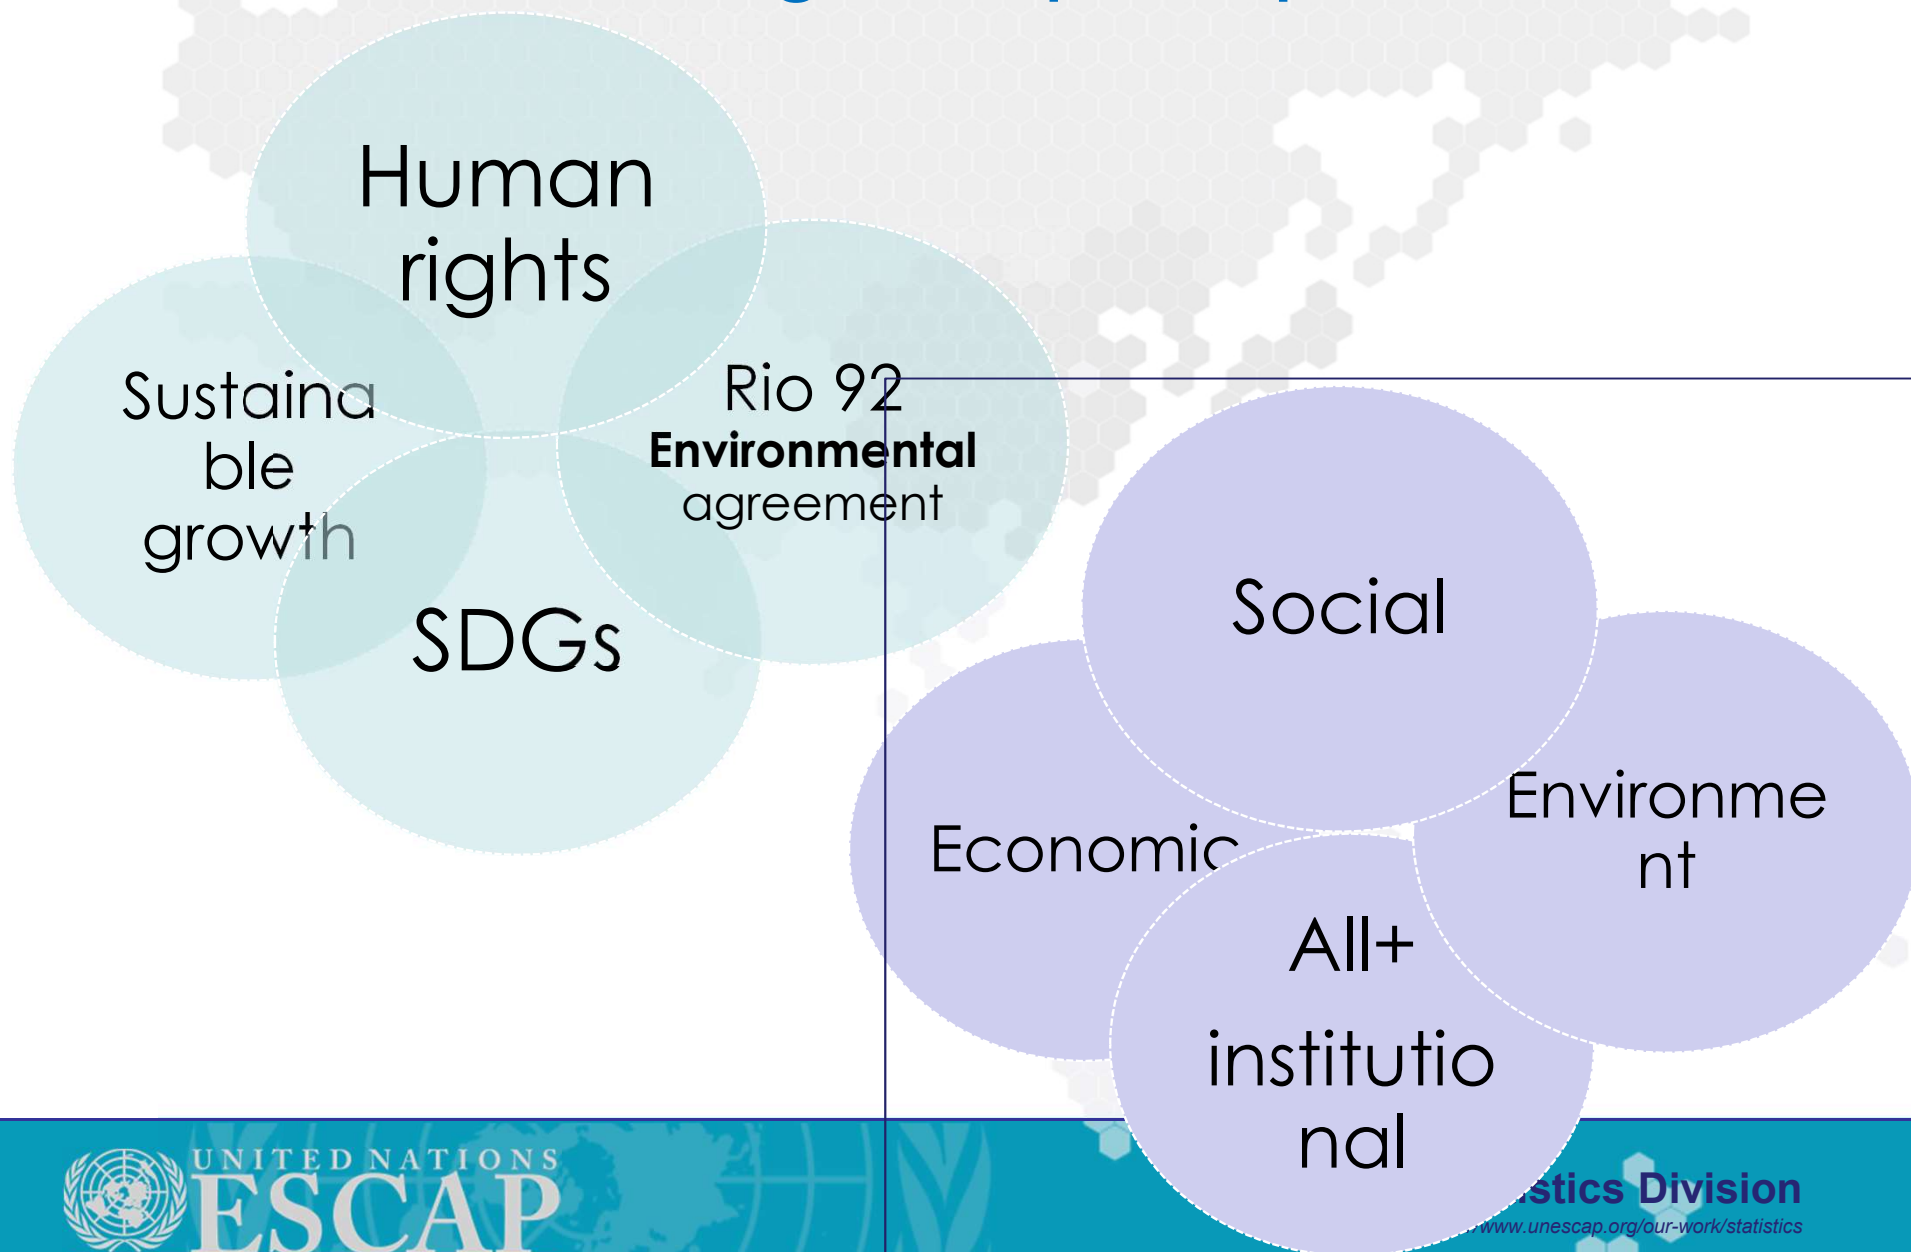 Human
rights
Sustaina
ble
growth
Rio 92
Environmental
agreement
SDGs
Social
Economic
Environme
nt
All+
institutio
nal
UNITED NATIONS
ESCAP
Division
www.unescap.org/our-work/statistics